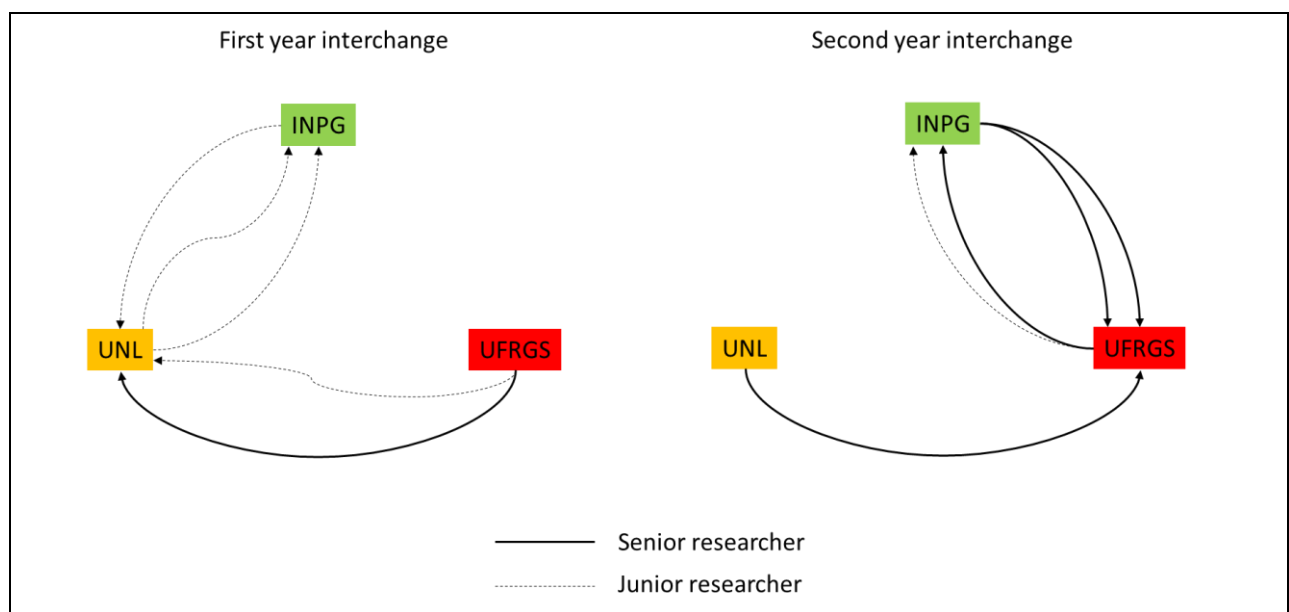 First year interchange
Second year interchange
INPG
INPG
UNL
UFRGS
UNL
UFRGS
Senior researcher
Junior researcher